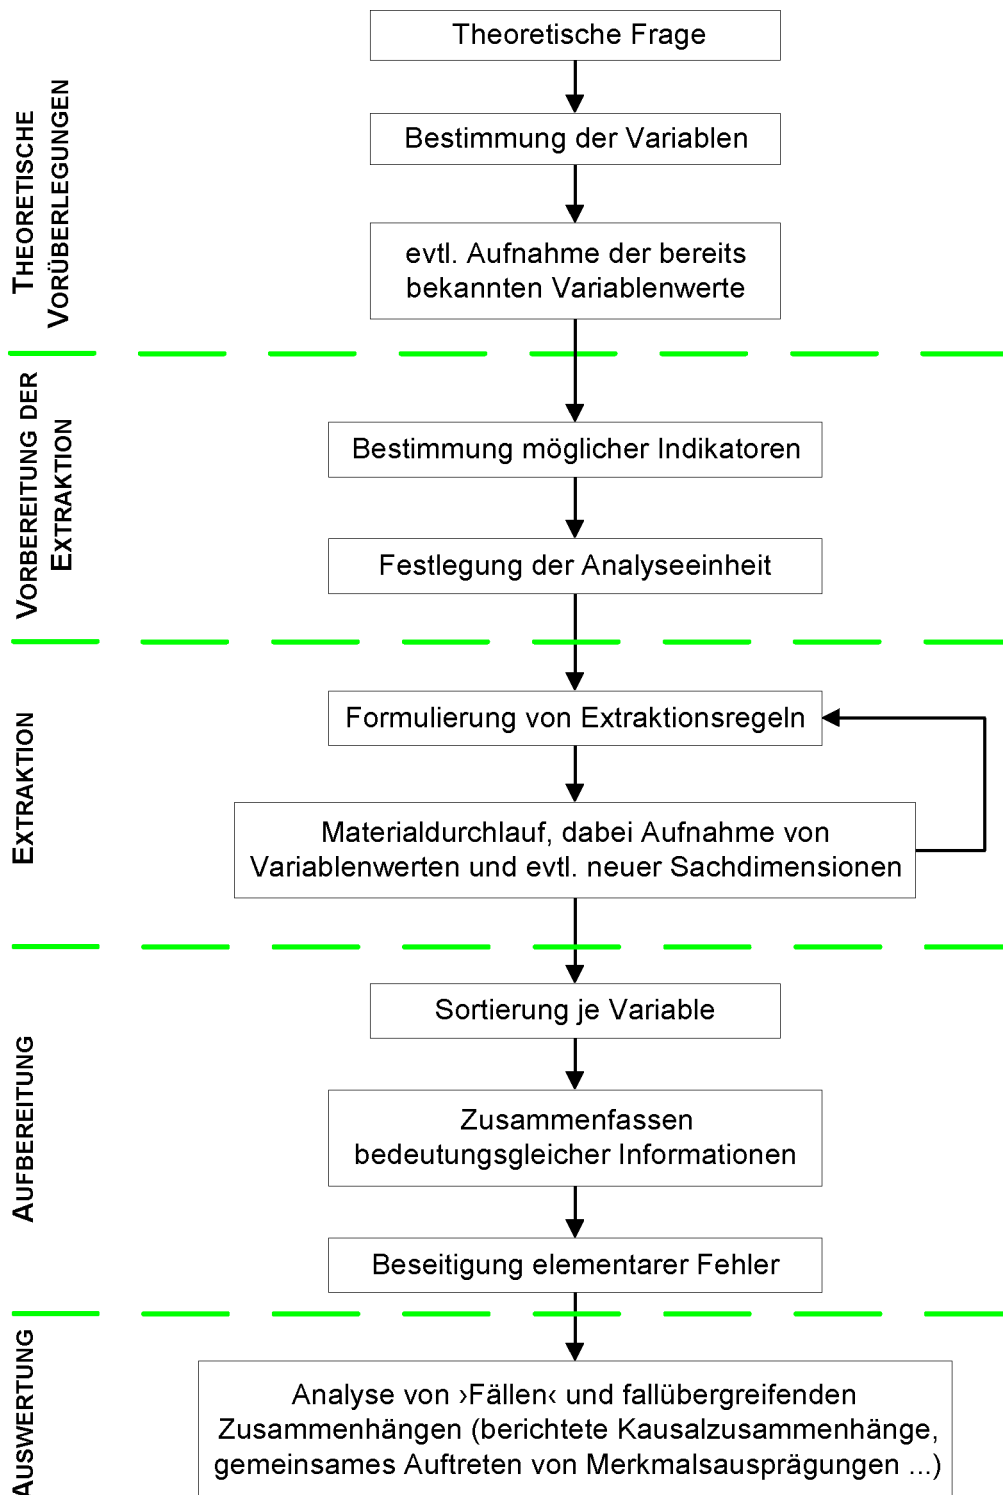 THEORETISCHE
VORÜBERLEGUNGEN
Theoretische Frage
Bestimmung der Variablen
evtl. Aufnahme der bereits
bekannten Variablenwerte
VORBEREITUNG DER
EXTRAKTION
Bestimmung möglicher Indikatoren
Festlegung der Analyseeinheit
EXTRAKTION
Formulierung von Extraktionsregeln
Materialdurchlauf, dabei Aufnahme von
Variablenwerten und evtl. neuer Sachdimensionen
AUFBEREITUNG
Sortierung je Variable
Zusammenfassen
bedeutungsgleicher Informationen
Beseitigung elementarer Fehler
AUSWERTUNG
Analyse von ›Fällen‹ und fallübergreifenden
Zusammenhängen (berichtete Kausalzusammenhänge,
gemeinsames Auftreten von Merkmalsausprägungen ...)